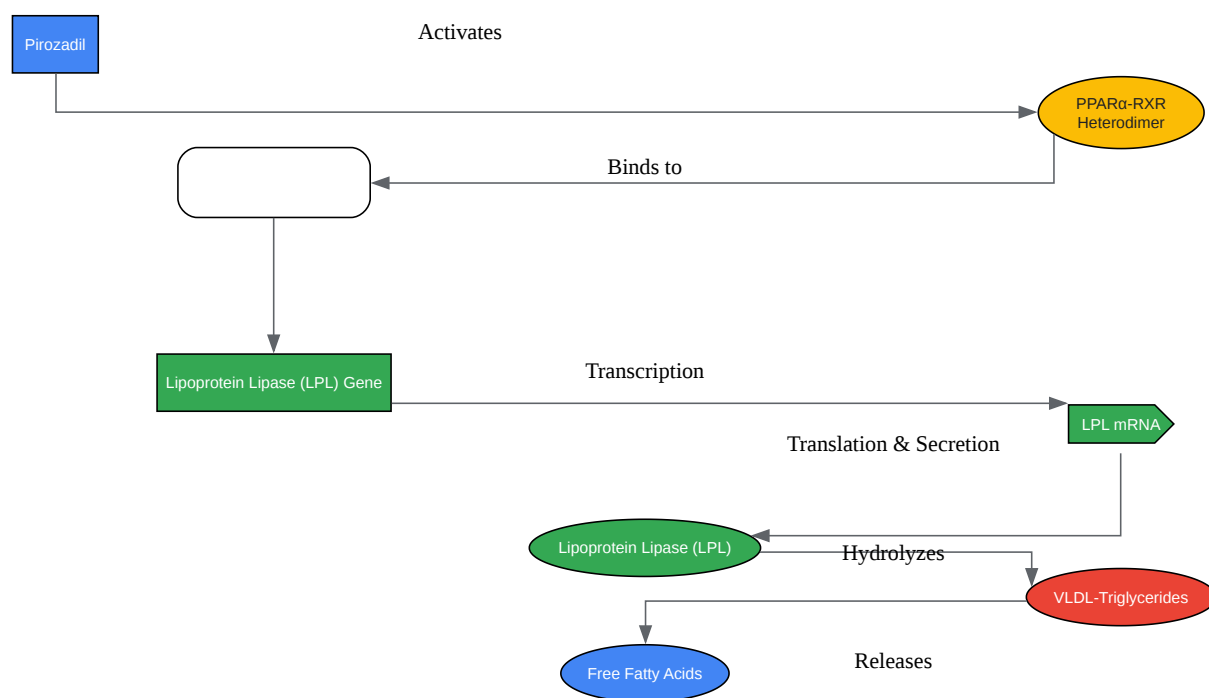 Activates
Pirozadil
PPARα-RXR
Heterodimer
Binds to
Lipoprotein Lipase (LPL) Gene
Transcription
LPL mRNA
Translation & Secretion
Lipoprotein Lipase (LPL)
Hydrolyzes
VLDL-Triglycerides
Releases
Free Fatty Acids